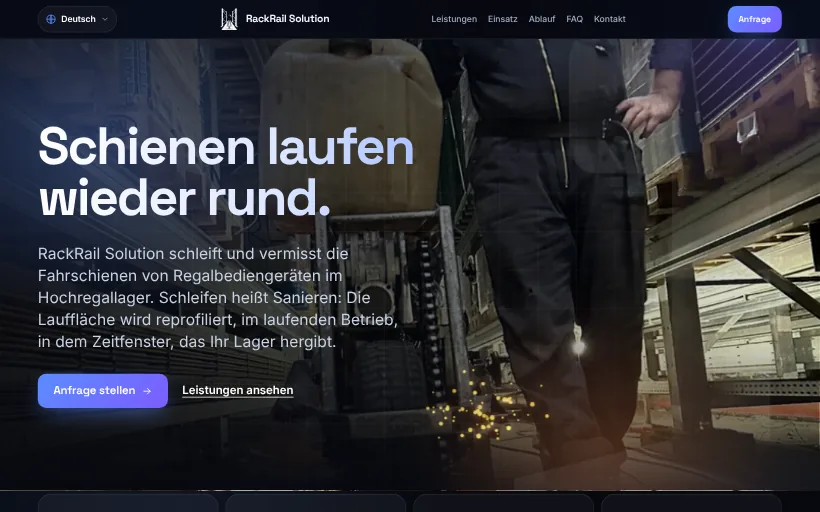 Deutsch
RackRail Solution
Leistungen Einsatz Ablauf FAQ Kontakt
Anfrage
Schienen laufen
wieder rund.
RackRail Solution schleift und vermisst die
Fahrschienen von Regalbediengeräten im
Hochregallager. Schleifen heißt Sanieren: Die
Lauffläche wird reprofiliert, im laufenden Betrieb,
in dem Zeitfenster, das Ihr Lager hergibt.
Anfrage stellen →
Leistungen ansehen